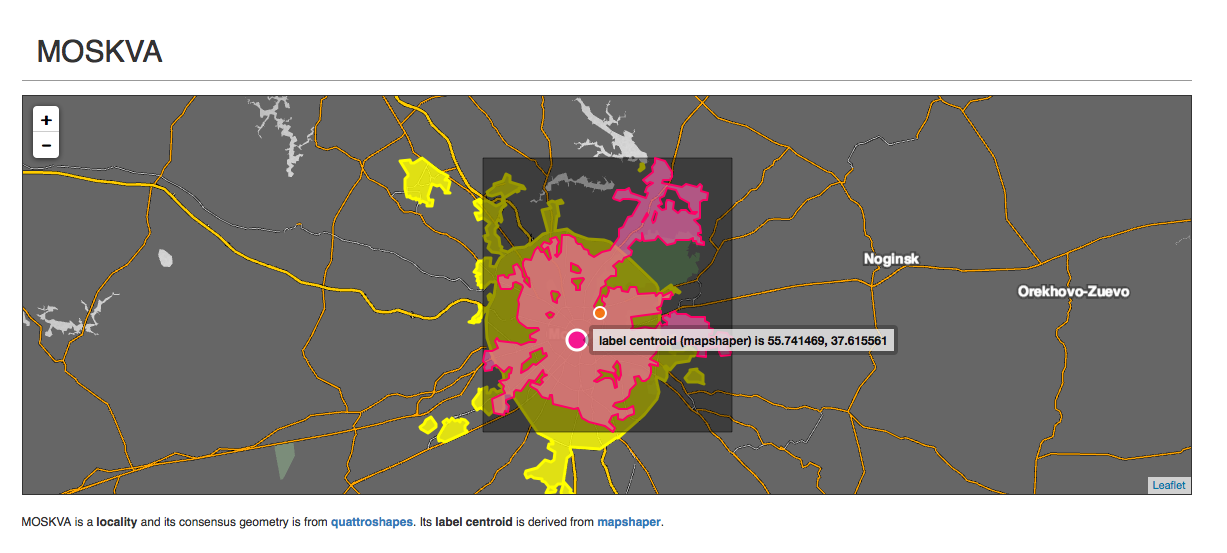 MOSKVA
+
−
Noginsk
Orekhovo-Zuevo
label centroid (mapshaper) is 55.741469, 37.615561
Leaflet
MOSKVA is a locality and its consensus geometry is from quattroshapes. Its label centroid is derived from mapshaper.